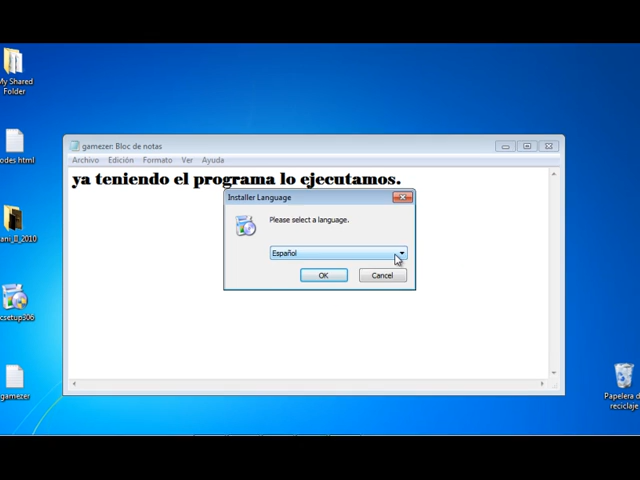 My Shared
Folder
gamezer: Bloc de notas
Archivo Edición Formato Ver Ayuda
odes html
ya teniendo el programa lo ejecutamos.
Installer Language
Please select a language.
Español
OK Cancel
ani_B_2010
csetup306
gamezer
Papelera de
reciclaje